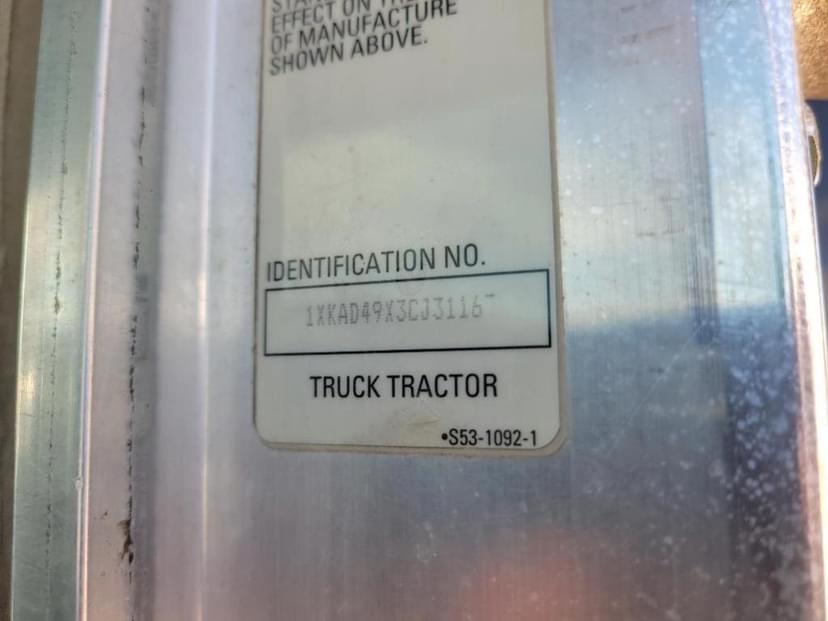 EFFECT ON THE
OF MANUFACTURE
SHOWN ABOVE.
IDENTIFICATION NO.
1XKAD49X3CJ3116
TRUCK TRACTOR
•S53-1092-1